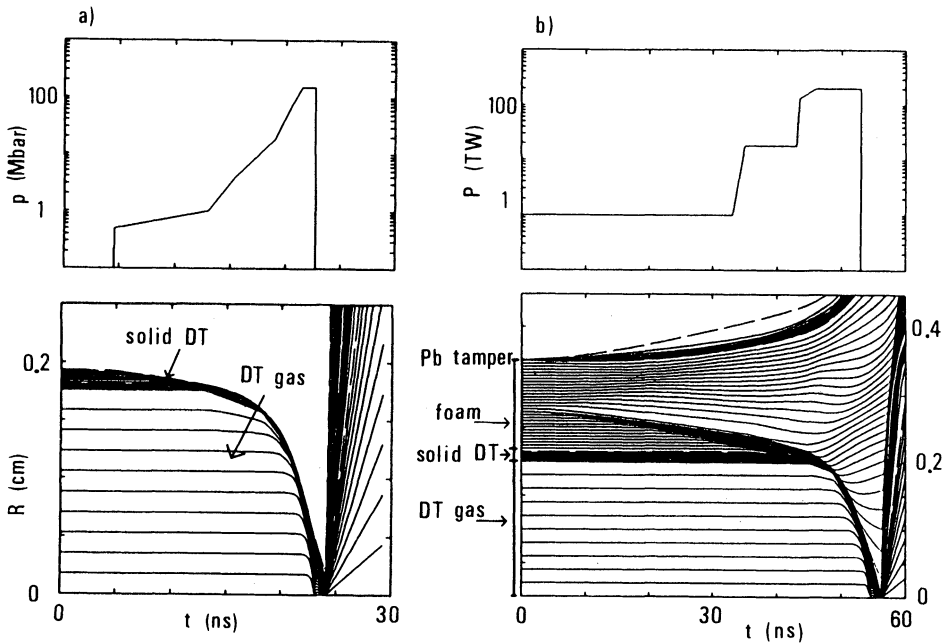 a)
b)
100
1
p (Mbar)
100
1
P (TW)
solid DT
DT gas
0,2
0
R (cm)
0
30
t (ns)
Pb tamper
foam
solid DT
DT gas
0,4
0,2
0
0
30
60
t (ns)